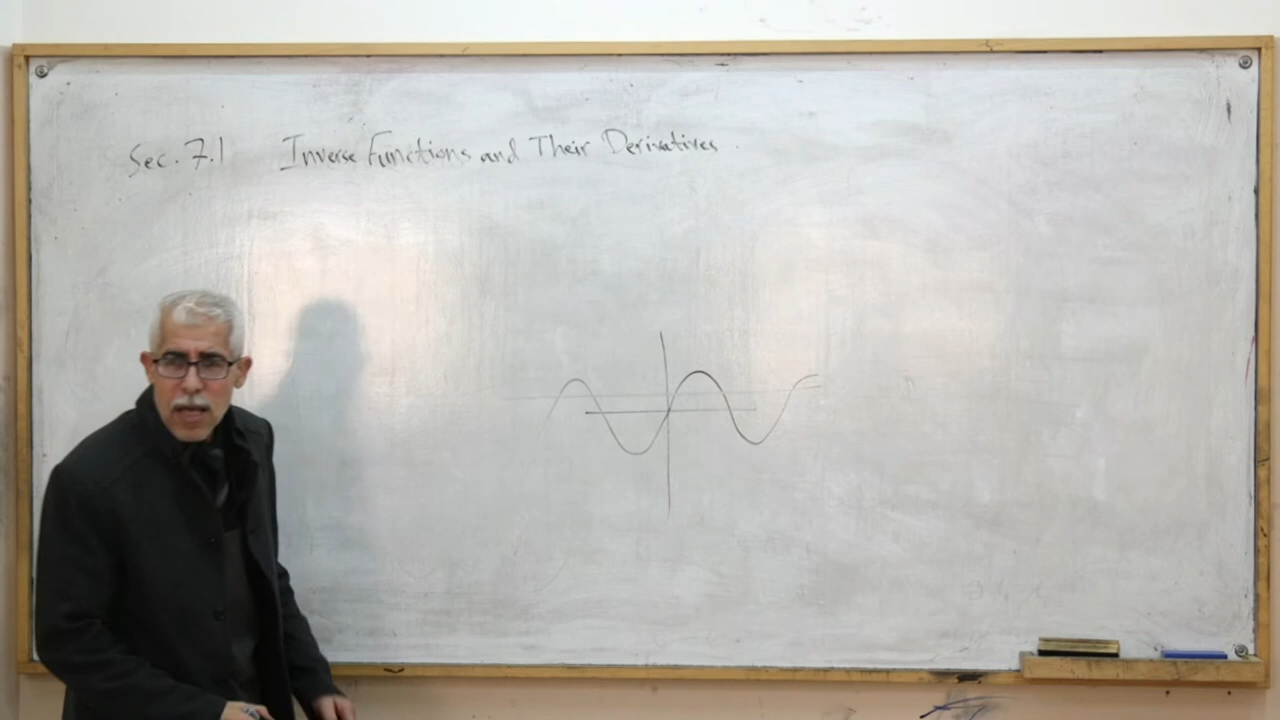 Sec. 7.1 Inverse Functions and Their Derivatives.